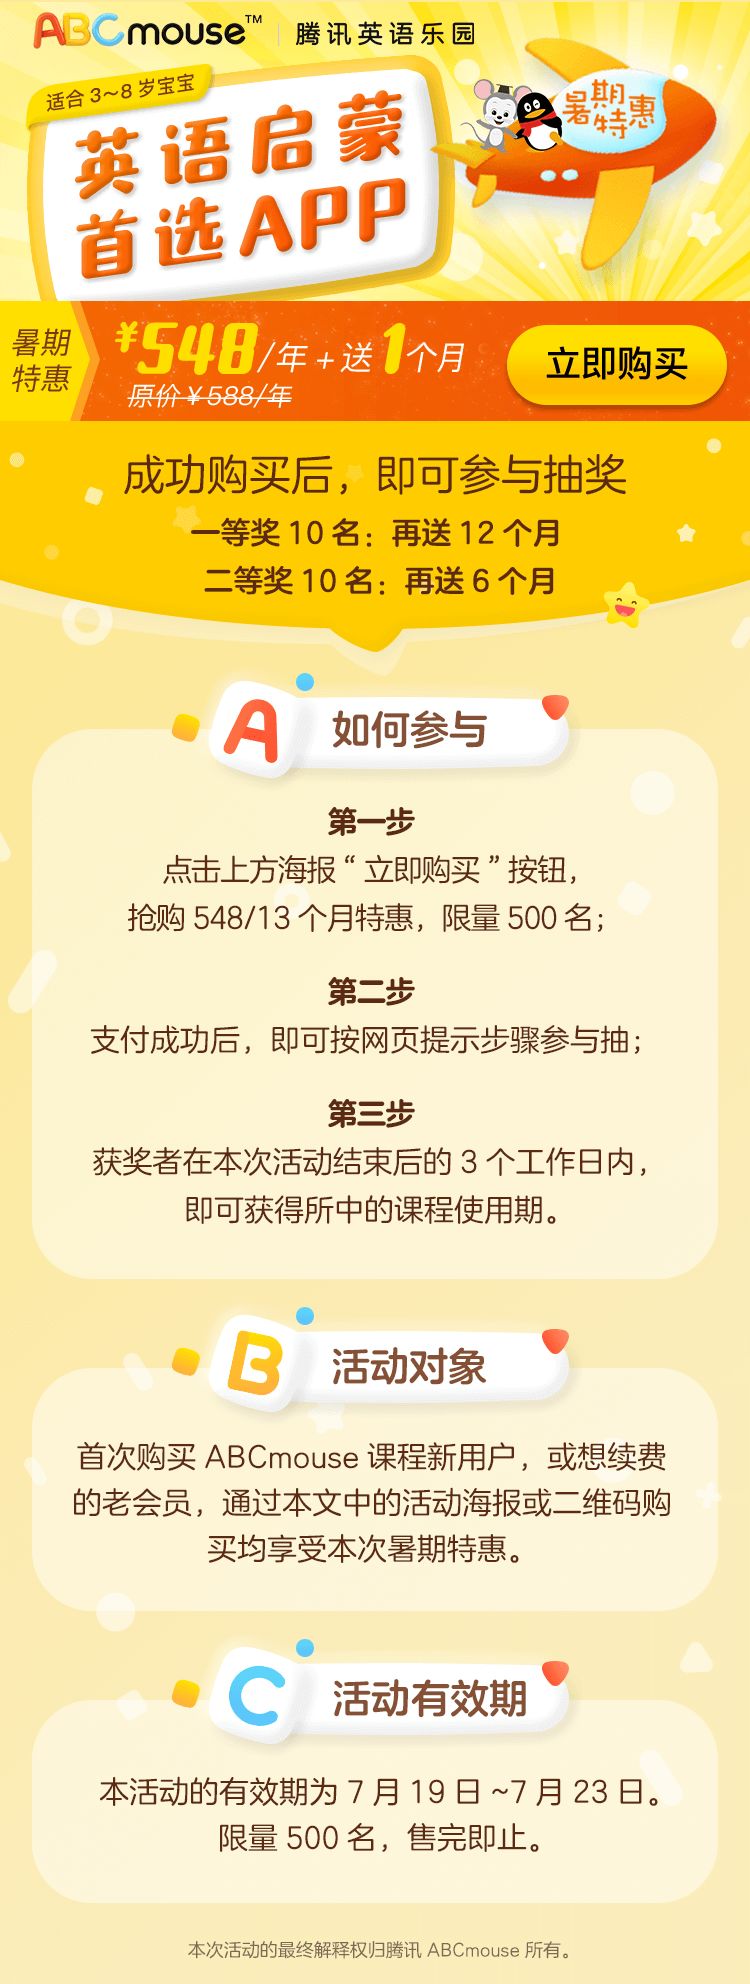 ABCmouse™ | 腾讯英语乐园
适合 3~8 岁宝宝
英语启蒙
首选APP
暑期
特惠
暑期
特惠
¥548/年+送1个月
原价 ¥ 588/年
立即购买
成功购买后，即可参与抽奖
一等奖 10 名：再送 12 个月
二等奖 10 名：再送 6 个月
A 如何参与
第一步
点击上方海报 “ 立即购买 ” 按钮，
抢购 548/13 个月特惠，限量 500 名；
第二步
支付成功后，即可按网页提示步骤参与抽；
第三步
获奖者在本次活动结束后的 3 个工作日内，
即可获得所中的课程使用期。
B 活动对象
首次购买 ABCmouse 课程新用户，或想续费
的老会员，通过本文中的活动海报或二维码购
买均享受本次暑期特惠。
C 活动有效期
本活动的有效期为 7 月 19 日 ~7 月 23 日。
限量 500 名，售完即止。
本次活动的最终解释权归腾讯 ABCmouse 所有。